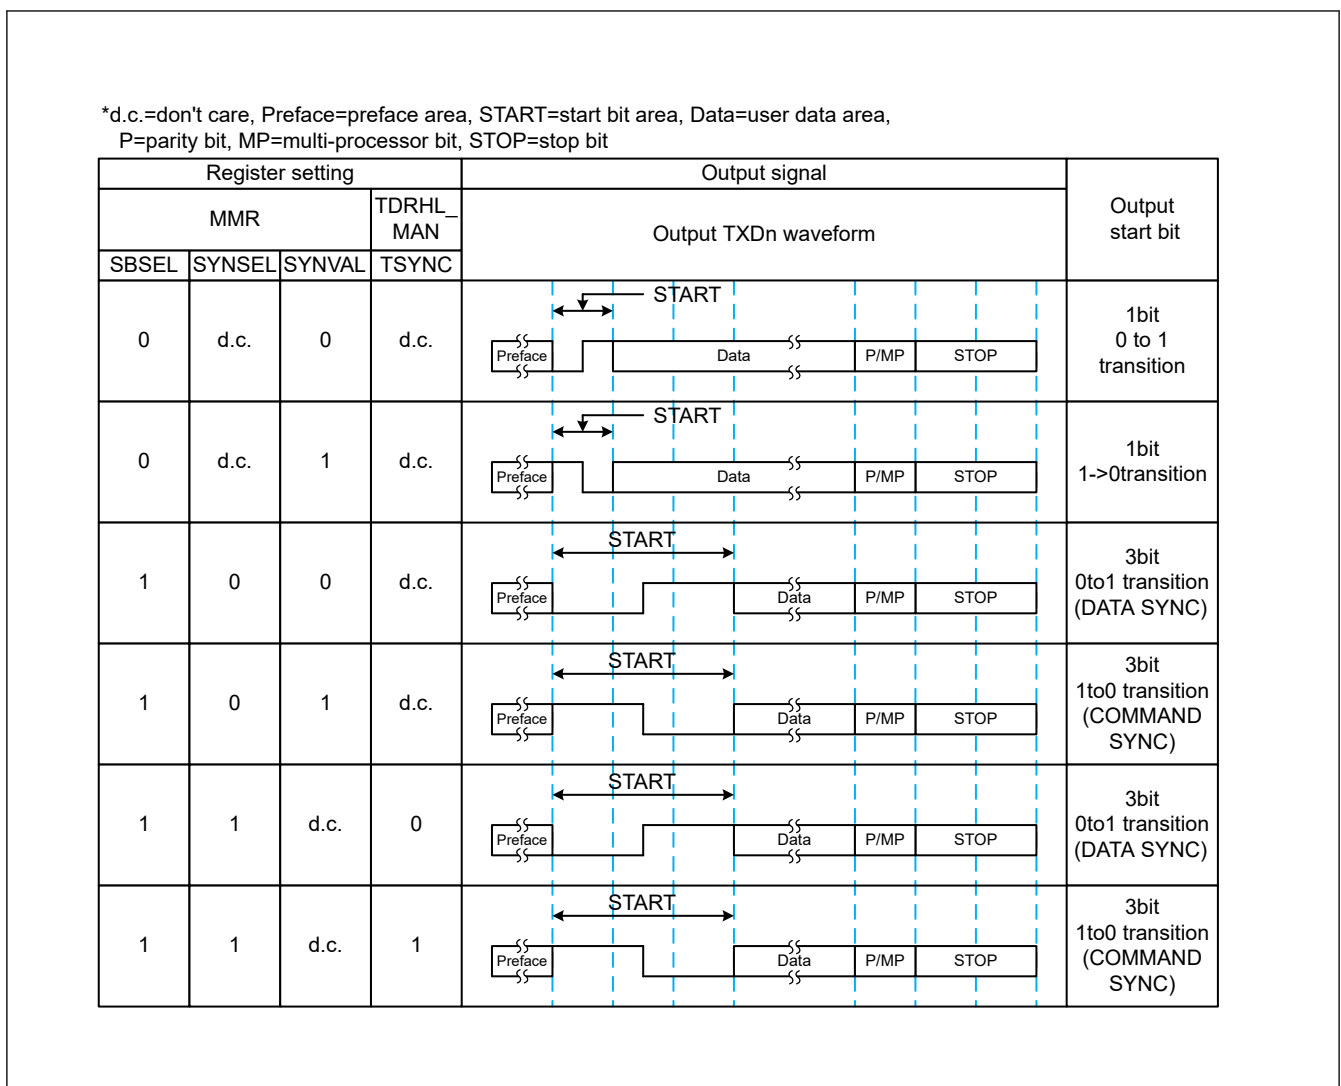 *d.c.=don't care, Preface=preface area, START=start bit area, Data=user data area,
P=parity bit, MP=multi-processor bit, STOP=stop bit
Register setting
Output signal
Output
start bit
MMR
TDRHL_
MAN
Output TXDn waveform
SBSEL
SYNSEL
SYNVAL
TSYNC
0
d.c.
0
d.c.
START
Preface
Data
P/MP
STOP
1bit
0 to 1
transition
0
d.c.
1
d.c.
START
Preface
Data
P/MP
STOP
1bit
1->0transition
1
0
0
d.c.
START
Preface
Data
P/MP
STOP
3bit
0to1 transition
(DATA SYNC)
1
0
1
d.c.
START
Preface
Data
P/MP
STOP
3bit
1to0 transition
(COMMAND
SYNC)
1
1
d.c.
0
START
Preface
Data
P/MP
STOP
3bit
0to1 transition
(DATA SYNC)
1
1
d.c.
1
START
Preface
Data
P/MP
STOP
3bit
1to0 transition
(COMMAND
SYNC)